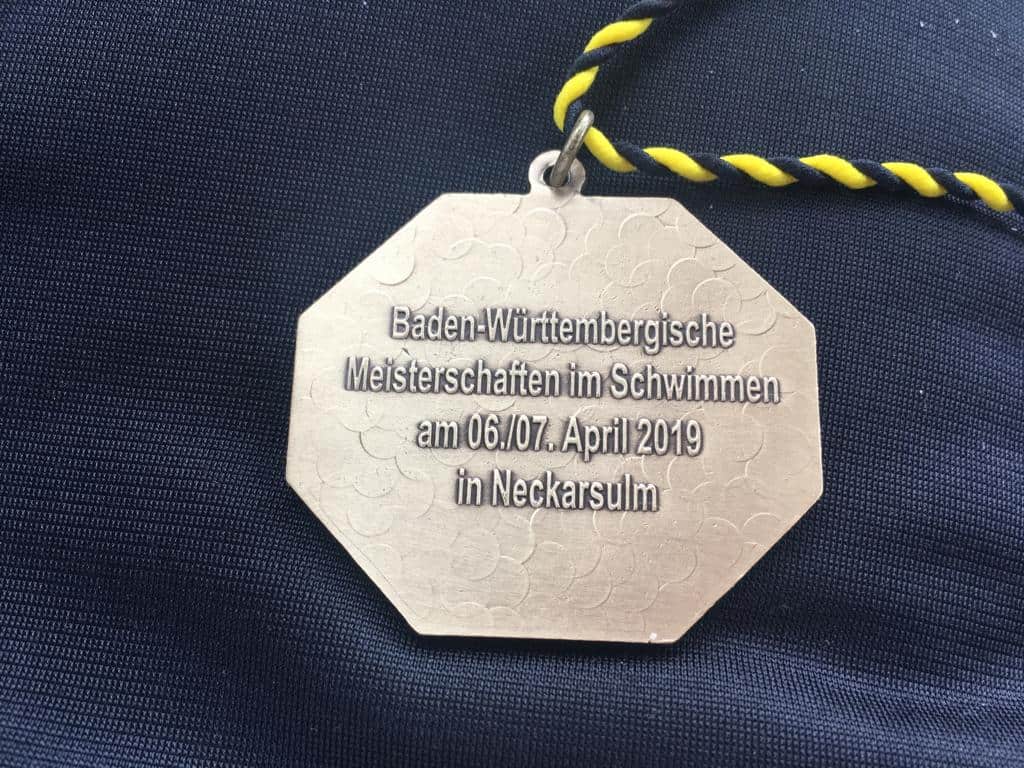 Baden-Württembergische
Meisterschaften im Schwimmen
am 06./07. April 2019
in Neckarsulm